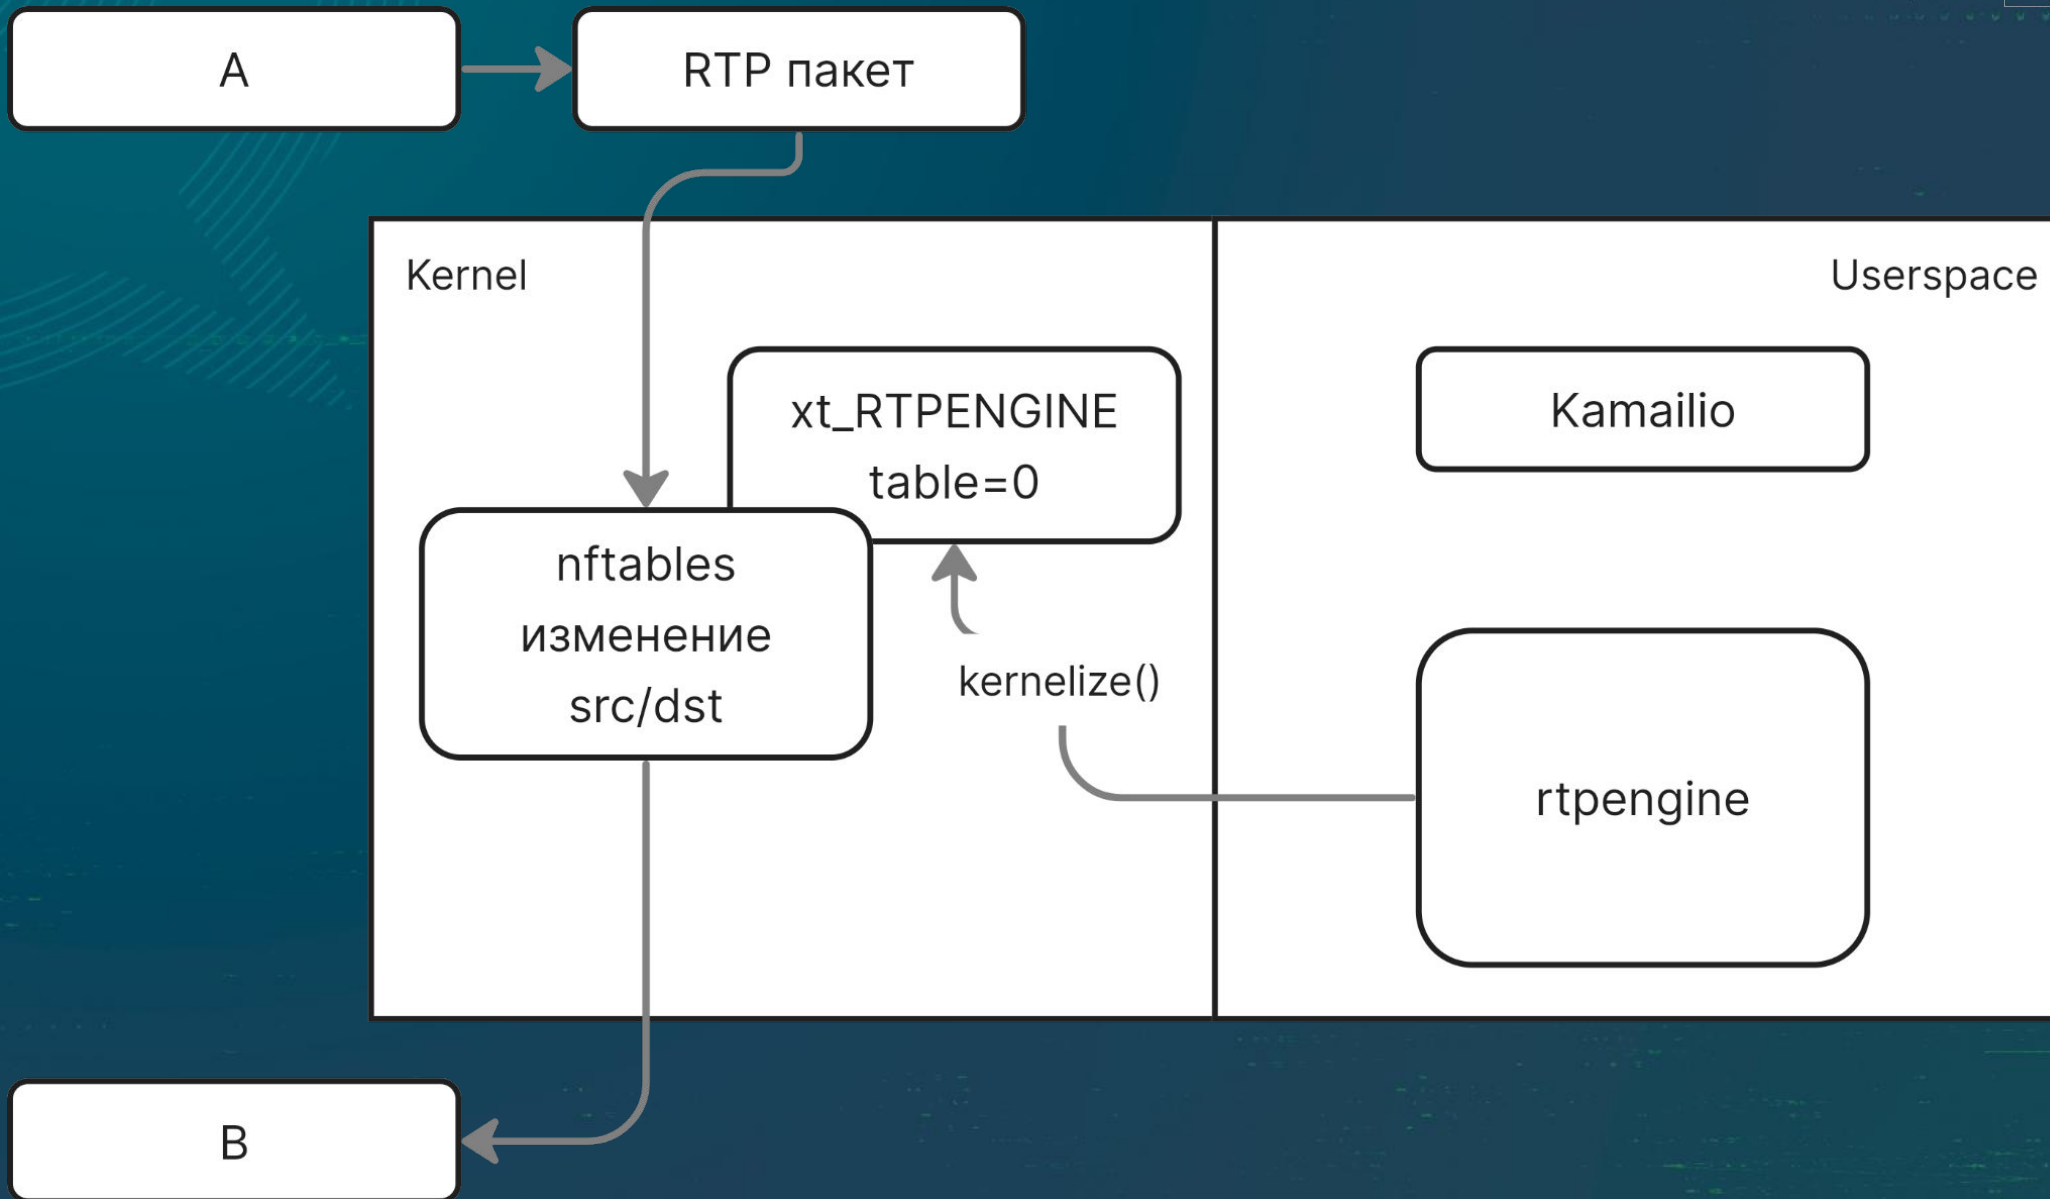 A
RTP пакет
Kernel
Userspace
xt_RTPENGINE
table=0
Kamailio
nftables
изменение
src/dst
kernelize()
rtpengine
B